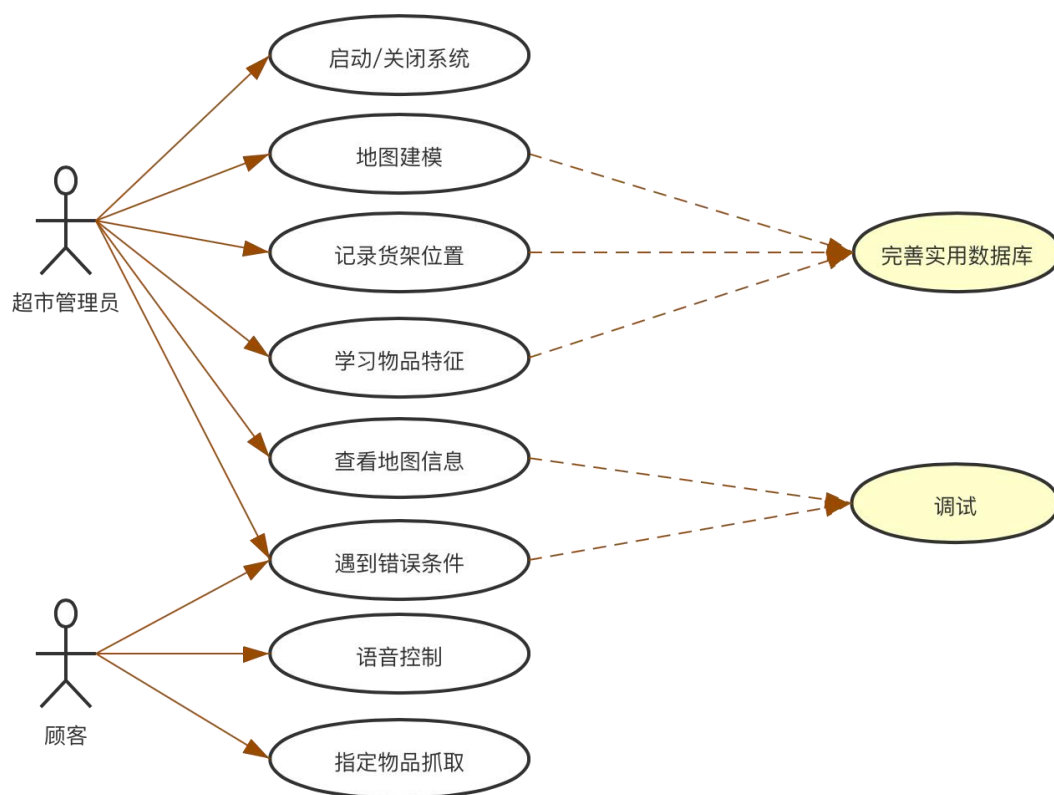 启动/关闭系统
地图建模
记录货架位置
完善实用数据库
超市管理员
学习物品特征
查看地图信息
调试
遇到错误条件
语音控制
顾客
指定物品抓取